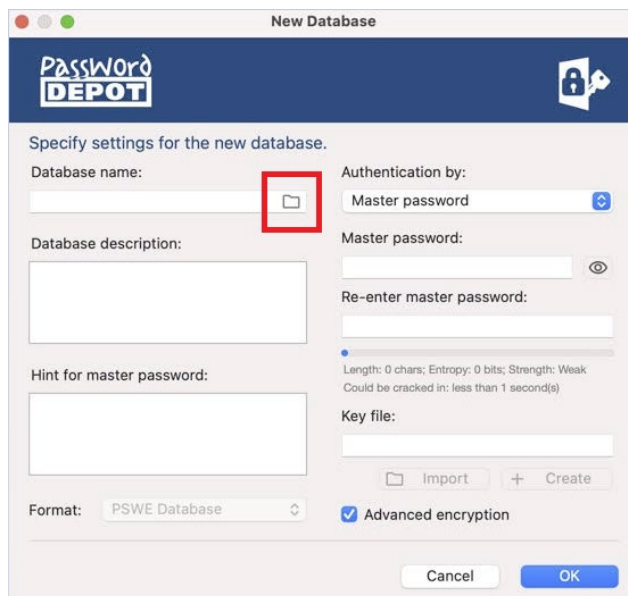 New Database
Password
DEPOT
Specify settings for the new database.
Database name:
Authentication by:
Master password
Database description:
Master password:
Re-enter master password:
Length: 0 chars; Entropy: 0 bits; Strength: Weak
Could be cracked in: less than 1 second(s)
Hint for master password:
Key file:
Import
+ Create
Format:
PSWE Database
Advanced encryption
Cancel
OK